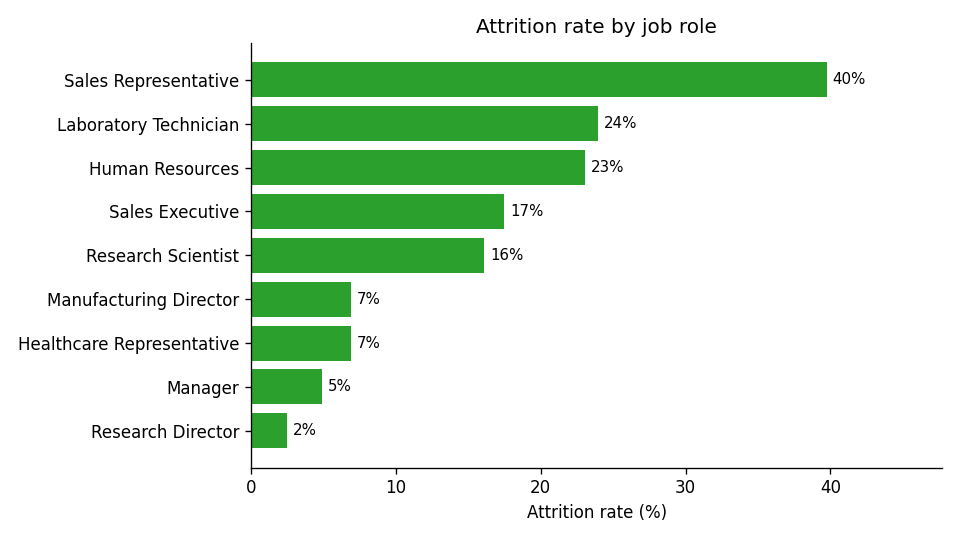 Attrition rate by job role
Sales Representative 40%
Laboratory Technician 24%
Human Resources 23%
Sales Executive 17%
Research Scientist 16%
Manufacturing Director 7%
Healthcare Representative 7%
Manager 5%
Research Director 2%
0 10 20 30 40
Attrition rate (%)